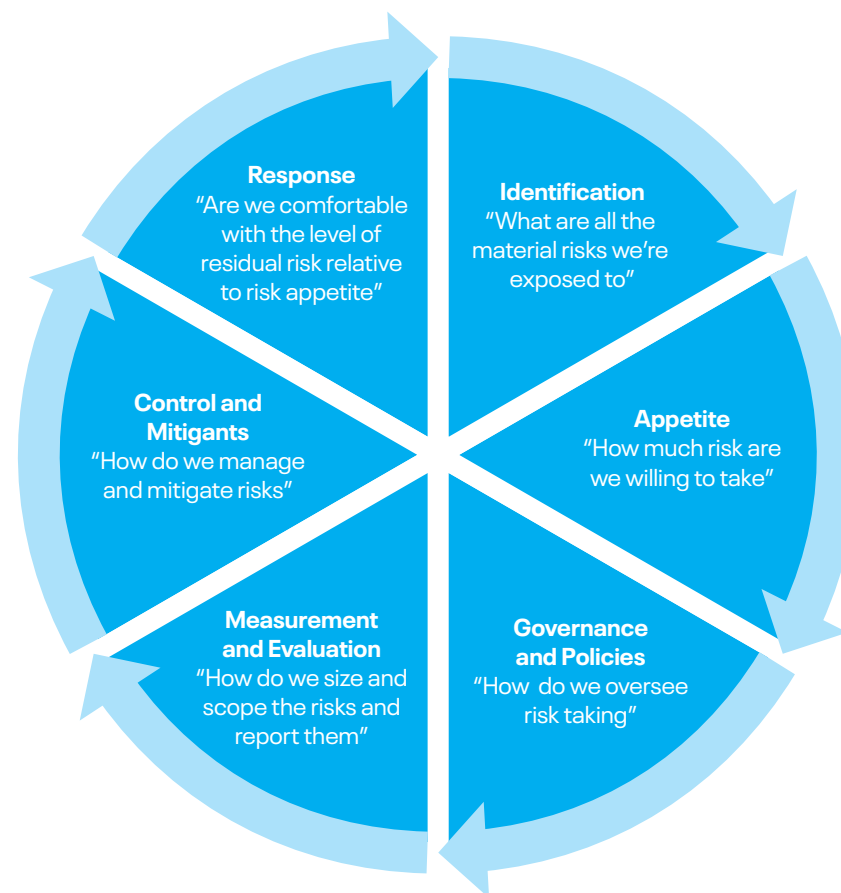 Response
“Are we comfortable
with the level of
residual risk relative
to risk appetite”
Identification
“What are all the
material risks we’re
exposed to”
Appetite
“How much risk are
we willing to take”
Governance
and Policies
“How  do we oversee
risk taking”
Measurement
and Evaluation
“How do we size and
scope the risks and
report them”
Control and
Mitigants
“How do we manage
and mitigate risks”